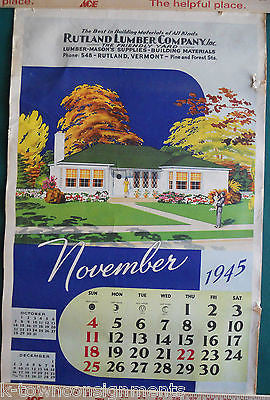 The Best in Building Materials of All Kinds
RUTLAND LUMBER COMPANY, Inc.
THE FRIENDLY YARD
LUMBER-MASON'S SUPPLIES-BUILDING MATERIALS
Phone: 548 - RUTLAND, VERMONT - Pine and Forest Sts.
November 1945
SUN MON TUE WED THU FRI SAT
1 2 3
4 5 6 7 8 9 10
11 12 13 14 15 16 17
18 19 20 21 22 23 24
25 26 27 28 29 30
OCTOBER
DECEMBER
k-townconsignments
ACE
The helpful place.